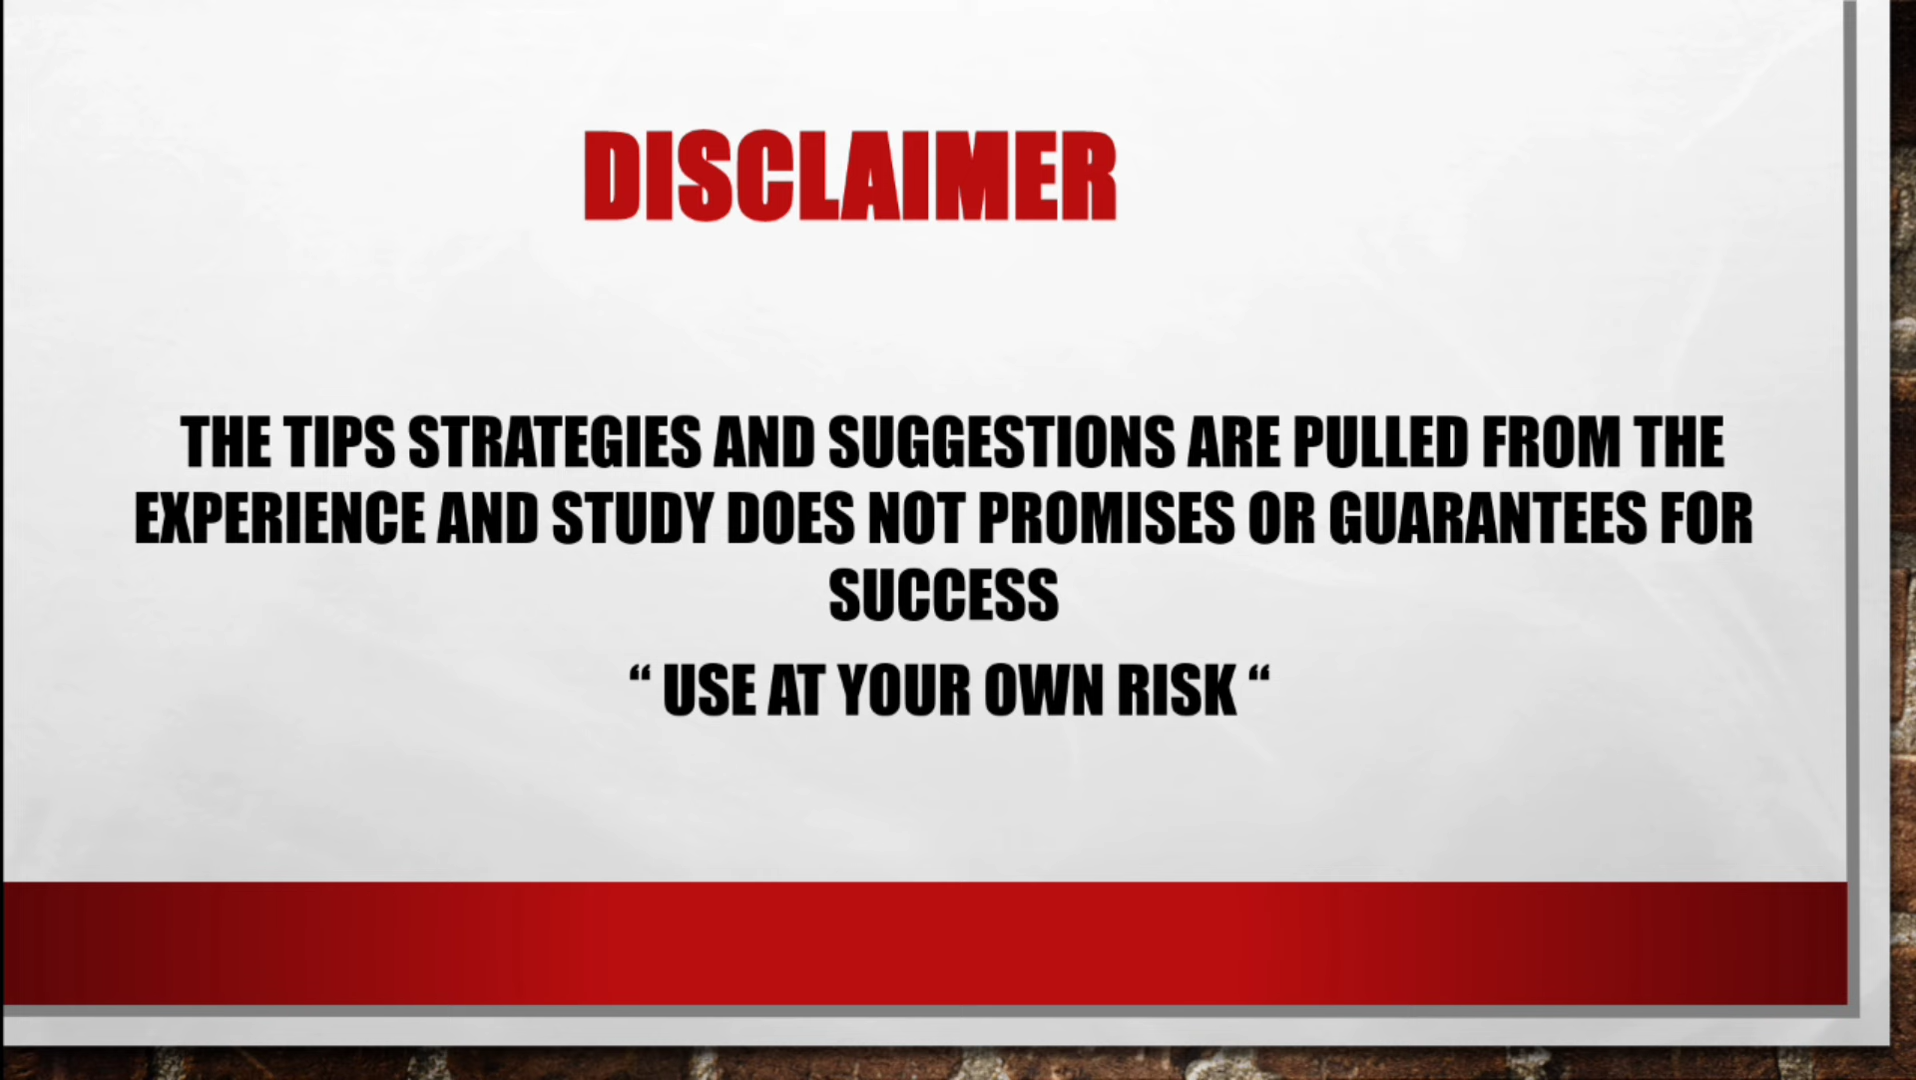 DISCLAIMER
THE TIPS STRATEGIES AND SUGGESTIONS ARE PULLED FROM THE
EXPERIENCE AND STUDY DOES NOT PROMISES OR GUARANTEES FOR
SUCCESS
“ USE AT YOUR OWN RISK “